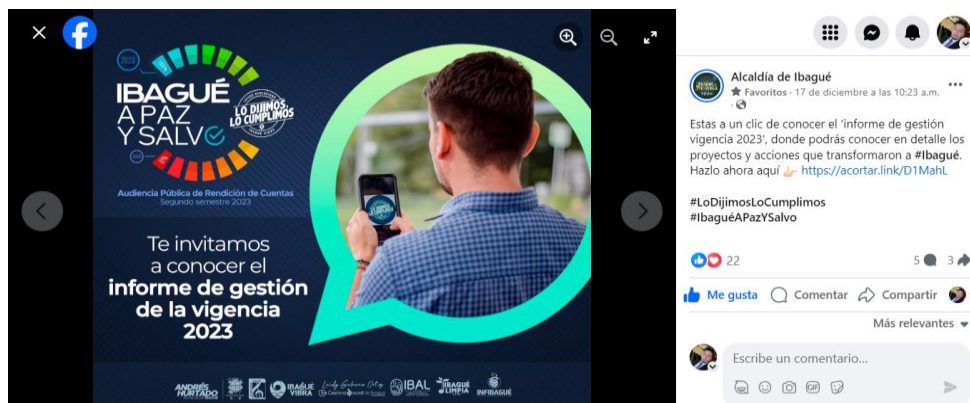 2023
IBAGUÉ
A PAZ
Y SALVO
LO DIJIMOS,
LO CUMPLIMOS
Audiencia Pública de Rendición de Cuentas
Segundo semestre 2023
Te invitamos
a conocer el
informe de gestión
de la vigencia
2023
ANDRÉS
HURTADO
IBAGUÉ
VIBRA
IBAL
IBAGUÉ
LIMPIA
INFIBAGUÉ
Alcaldía de Ibagué
Favoritos · 17 de diciembre a las 10:23 a.m.
·
Estas a un clic de conocer el 'informe de gestión
vigencia 2023', donde podrás conocer en detalle los
proyectos y acciones que transformaron a #Ibagué.
Hazlo ahora aquí 👉🏻 https://acortar.link/D1MahL
#LoDijimosLoCumplimos
#IbaguéAPazYSalvo
22
5
3
Me gusta
Comentar
Compartir
Más relevantes
Escribe un comentario...
GIF